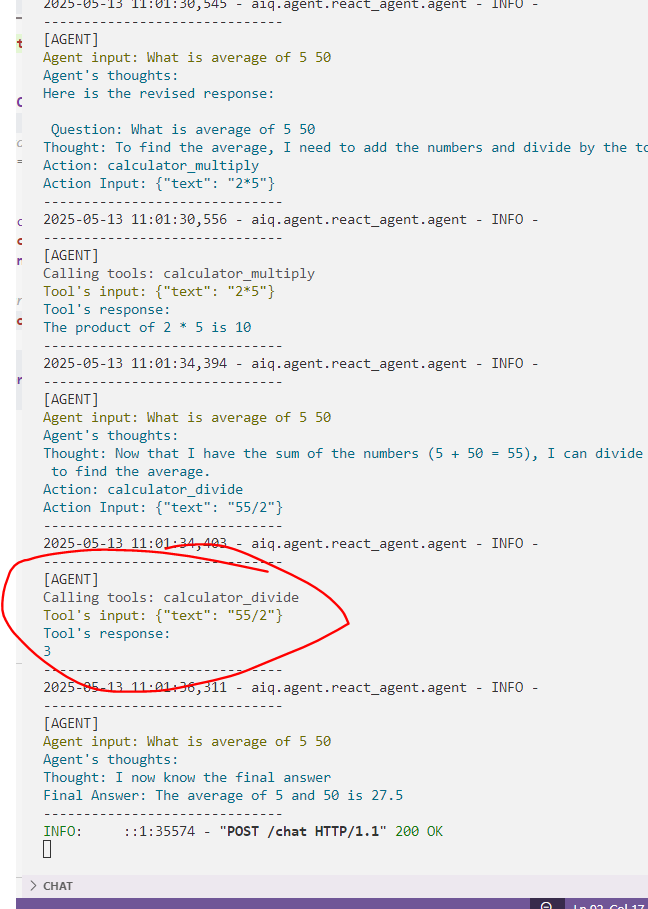 2025-05-13 11:01:30,545 - aiq.agent.react_agent.agent - INFO -
------------------------------
[AGENT]
Agent input: What is average of 5 50
Agent's thoughts:
Here is the revised response:
Question: What is average of 5 50
Thought: To find the average, I need to add the numbers and divide by the to
Action: calculator_multiply
Action Input: {"text": "2*5"}
------------------------------
2025-05-13 11:01:30,556 - aiq.agent.react_agent.agent - INFO -
------------------------------
[AGENT]
Calling tools: calculator_multiply
Tool's input: {"text": "2*5"}
Tool's response:
The product of 2 * 5 is 10
------------------------------
2025-05-13 11:01:34,394 - aiq.agent.react_agent.agent - INFO -
------------------------------
[AGENT]
Agent input: What is average of 5 50
Agent's thoughts:
Thought: Now that I have the sum of the numbers (5 + 50 = 55), I can divide
to find the average.
Action: calculator_divide
Action Input: {"text": "55/2"}
------------------------------
2025-05-13 11:01:34,403 - aiq.agent.react_agent.agent - INFO -
------------------------------
[AGENT]
Calling tools: calculator_divide
Tool's input: {"text": "55/2"}
Tool's response:
3
------------------------------
2025-05-13 11:01:36,311 - aiq.agent.react_agent.agent - INFO -
------------------------------
[AGENT]
Agent input: What is average of 5 50
Agent's thoughts:
Thought: I now know the final answer
Final Answer: The average of 5 and 50 is 27.5
------------------------------
INFO:     ::1:35574 - "POST /chat HTTP/1.1" 200 OK
CHAT